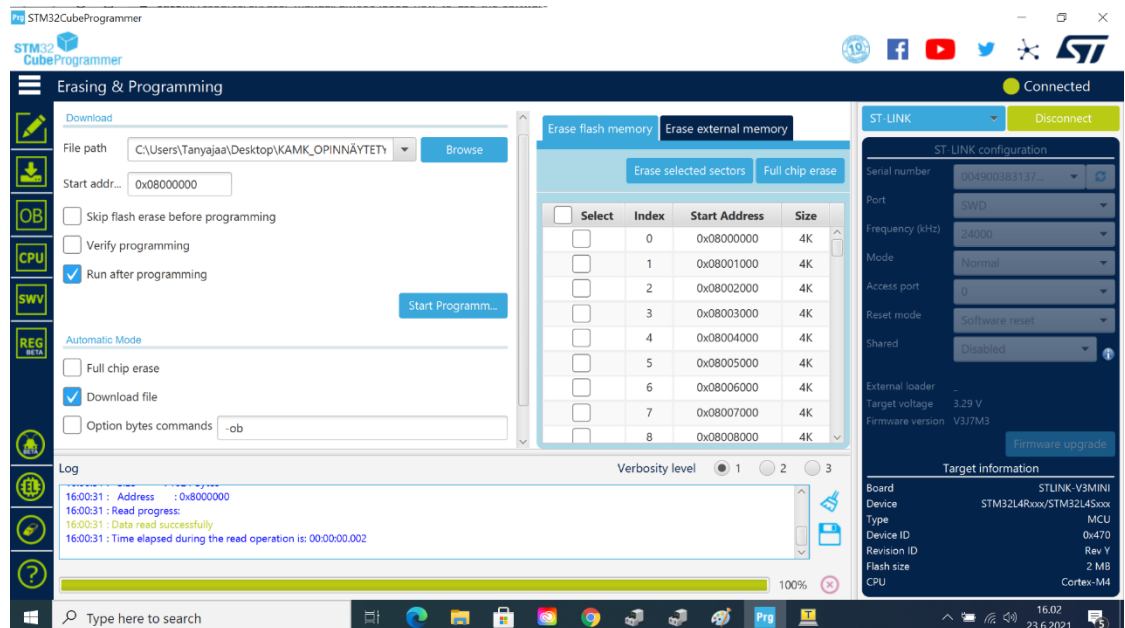 STM32CubeProgrammer
STM32
CubeProgrammer
Erasing & Programming
Connected
Download
File path C:\Users\Tanyajaa\Desktop\KAMK_OPINNÄYTETY Browse
Start addr... 0x08000000
Skip flash erase before programming
Verify programming
Run after programming
Start Programm...
Automatic Mode
Full chip erase
Download file
Option bytes commands -ob
Erase flash memory Erase external memory
Erase selected sectors Full chip erase
Select Index Start Address Size
0 0x08000000 4K
1 0x08001000 4K
2 0x08002000 4K
3 0x08003000 4K
4 0x08004000 4K
5 0x08005000 4K
6 0x08006000 4K
7 0x08007000 4K
8 0x08008000 4K
ST-LINK Disconnect
ST-LINK configuration
Serial number 004900383137...
Port SWD
Frequency (kHz) 24000
Mode Normal
Access port 0
Reset mode Software reset
Shared Disabled
External loader _
Target voltage 3.29 V
Firmware version V3J7M3
Firmware upgrade
Target information
Board STLINK-V3MINI
Device STM32L4Rxxx/STM32L4Sxxx
Type MCU
Device ID 0x470
Revision ID Rev Y
Flash size 2 MB
CPU Cortex-M4
OB
CPU
SWV
REG
BETA
BETA
Log Verbosity level 1 2 3
16:00:31 : Address : 0x8000000
16:00:31 : Read progress:
16:00:31 : Data read successfully
16:00:31 : Time elapsed during the read operation is: 00:00:00.002
100%
Type here to search
Prg
16.02
23.6.2021
5